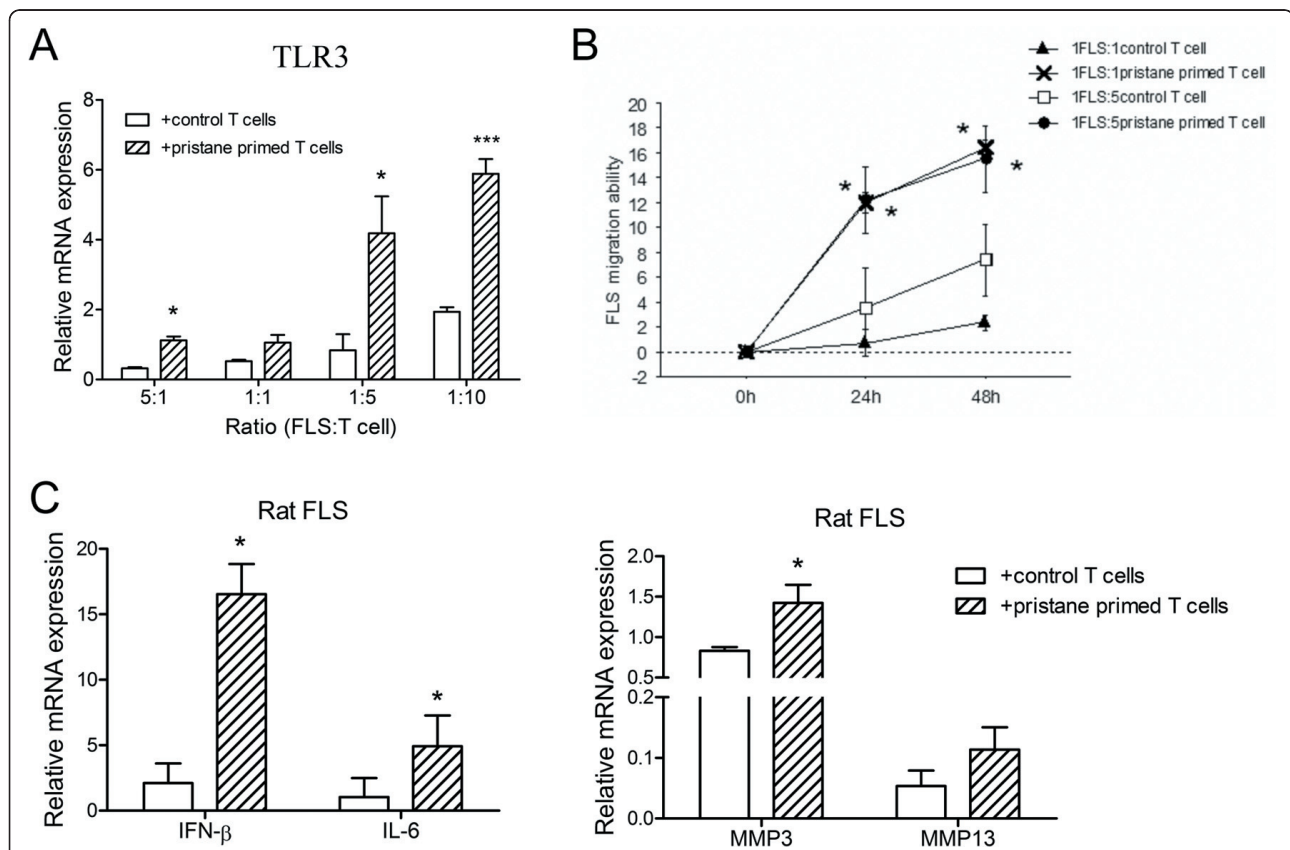 A
TLR3
Relative mRNA expression
8
6
4
2
0
+control T cells
+pristane primed T cells
*
*
***
5:1 1:1 1:5 1:10
Ratio (FLS:T cell)
B
1FLS:1control T cell
1FLS:1pristane primed T cell
1FLS:5control T cell
1FLS:5pristane primed T cell
FLS migration ability
20
18
16
14
12
10
8
6
4
2
0
-2
*
*
*
*
0h 24h 48h
C
Rat FLS
Relative mRNA expression
20
15
10
5
0
*
*
IFN-β IL-6
Rat FLS
Relative mRNA expression
2.0
1.5
1.0
0.5
0.2
0.1
0.0
*
MMP3 MMP13
+control T cells
+pristane primed T cells